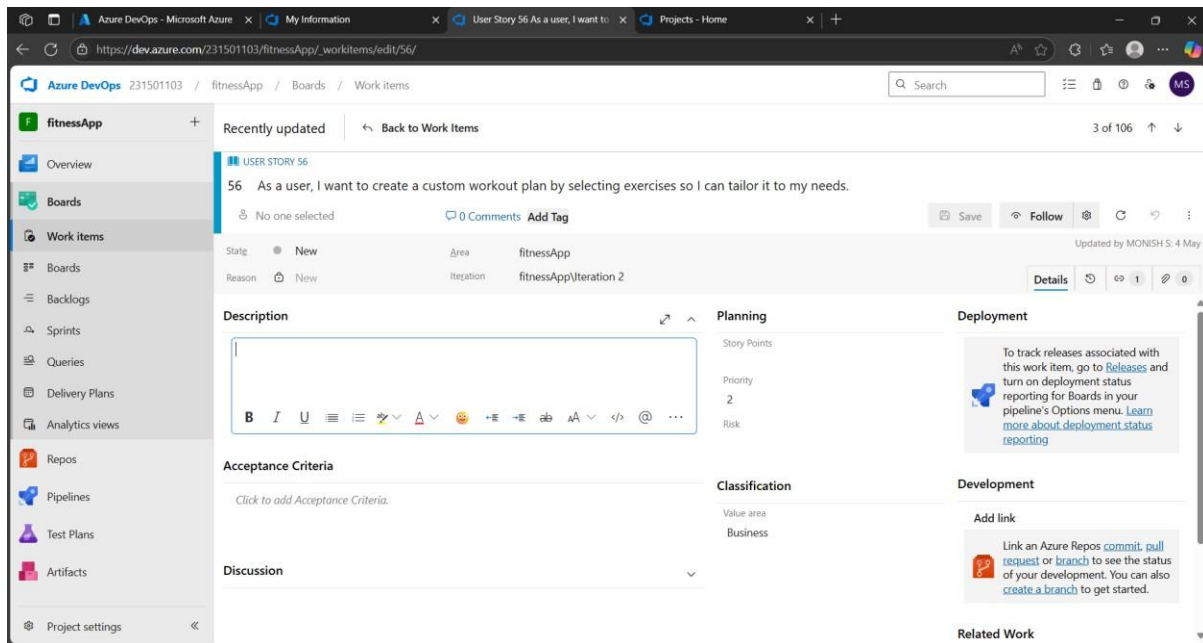 Azure DevOps - Microsoft Azure
My Information
User Story 56 As a user, I want to
Projects - Home
https://dev.azure.com/231501103/fitnessApp/_workitems/edit/56/
Azure DevOps 231501103 / fitnessApp / Boards / Work items
Search
MS
F fitnessApp
Recently updated
Back to Work Items
3 of 106
Overview
Boards
Work items
Boards
Backlogs
Sprints
Queries
Delivery Plans
Analytics views
Repos
Pipelines
Test Plans
Artifacts
Project settings
USER STORY 56
56 As a user, I want to create a custom workout plan by selecting exercises so I can tailor it to my needs.
No one selected
0 Comments Add Tag
Save
Follow
State New
Area fitnessApp
Updated by MONISH S: 4 May
Reason New
Iteration fitnessApp\Iteration 2
Details
1
0
Description
B I U
Acceptance Criteria
Click to add Acceptance Criteria.
Discussion
Planning
Story Points
Priority
2
Risk
Classification
Value area
Business
Deployment
To track releases associated with
this work item, go to Releases and
turn on deployment status
reporting for Boards in your
pipeline's Options menu. Learn
more about deployment status
reporting
Development
Add link
Link an Azure Repos commit, pull
request or branch to see the status
of your development. You can also
create a branch to get started.
Related Work